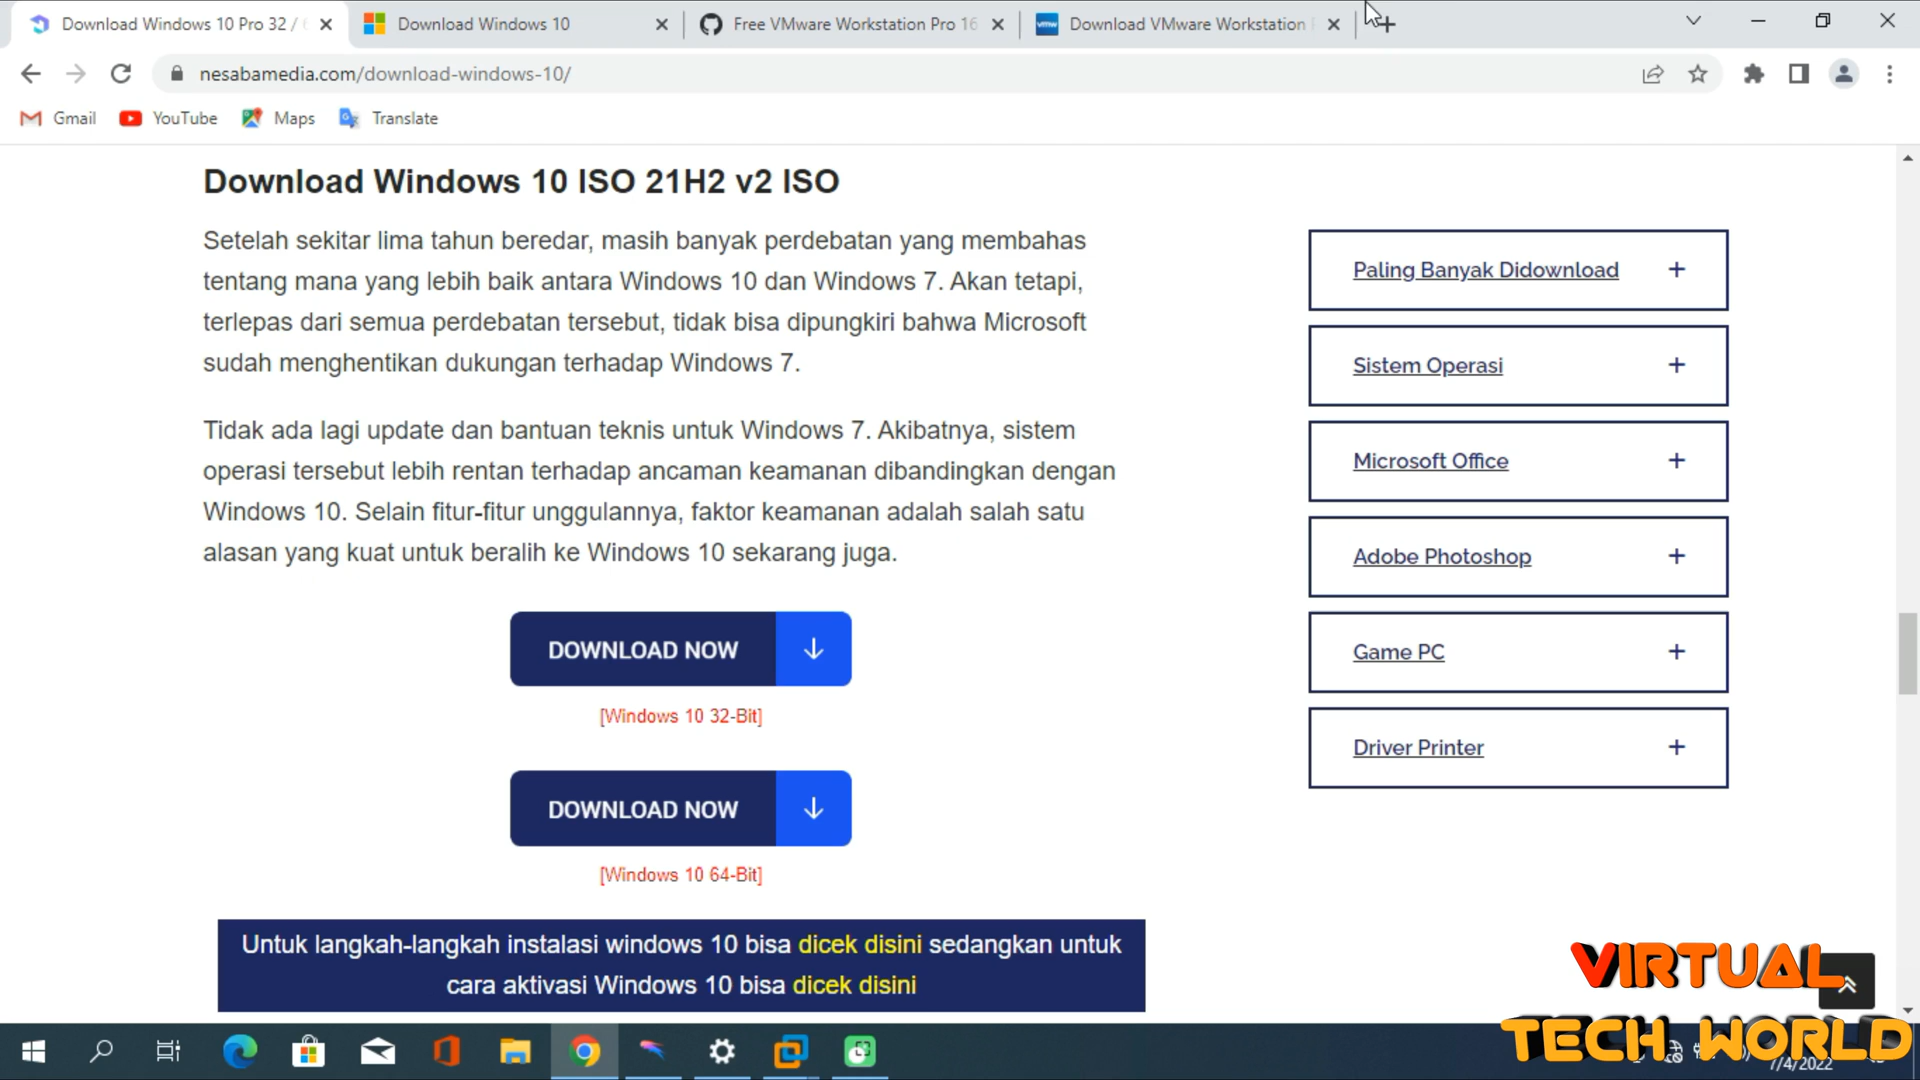 Download Windows 10 Pro 32 /
Download Windows 10
Free VMware Workstation Pro 16
Download VMware Workstation
nesabamedia.com/download-windows-10/
Gmail
YouTube
Maps
Translate
Download Windows 10 ISO 21H2 v2 ISO
Setelah sekitar lima tahun beredar, masih banyak perdebatan yang membahas
tentang mana yang lebih baik antara Windows 10 dan Windows 7. Akan tetapi,
terlepas dari semua perdebatan tersebut, tidak bisa dipungkiri bahwa Microsoft
sudah menghentikan dukungan terhadap Windows 7.
Tidak ada lagi update dan bantuan teknis untuk Windows 7. Akibatnya, sistem
operasi tersebut lebih rentan terhadap ancaman keamanan dibandingkan dengan
Windows 10. Selain fitur-fitur unggulannya, faktor keamanan adalah salah satu
alasan yang kuat untuk beralih ke Windows 10 sekarang juga.
DOWNLOAD NOW
[Windows 10 32-Bit]
DOWNLOAD NOW
[Windows 10 64-Bit]
Untuk langkah-langkah instalasi windows 10 bisa dicek disini sedangkan untuk
cara aktivasi Windows 10 bisa dicek disini
Paling Banyak Didownload
Sistem Operasi
Microsoft Office
Adobe Photoshop
Game PC
Driver Printer
VIRTUAL
TECH WORLD
7/4/2022